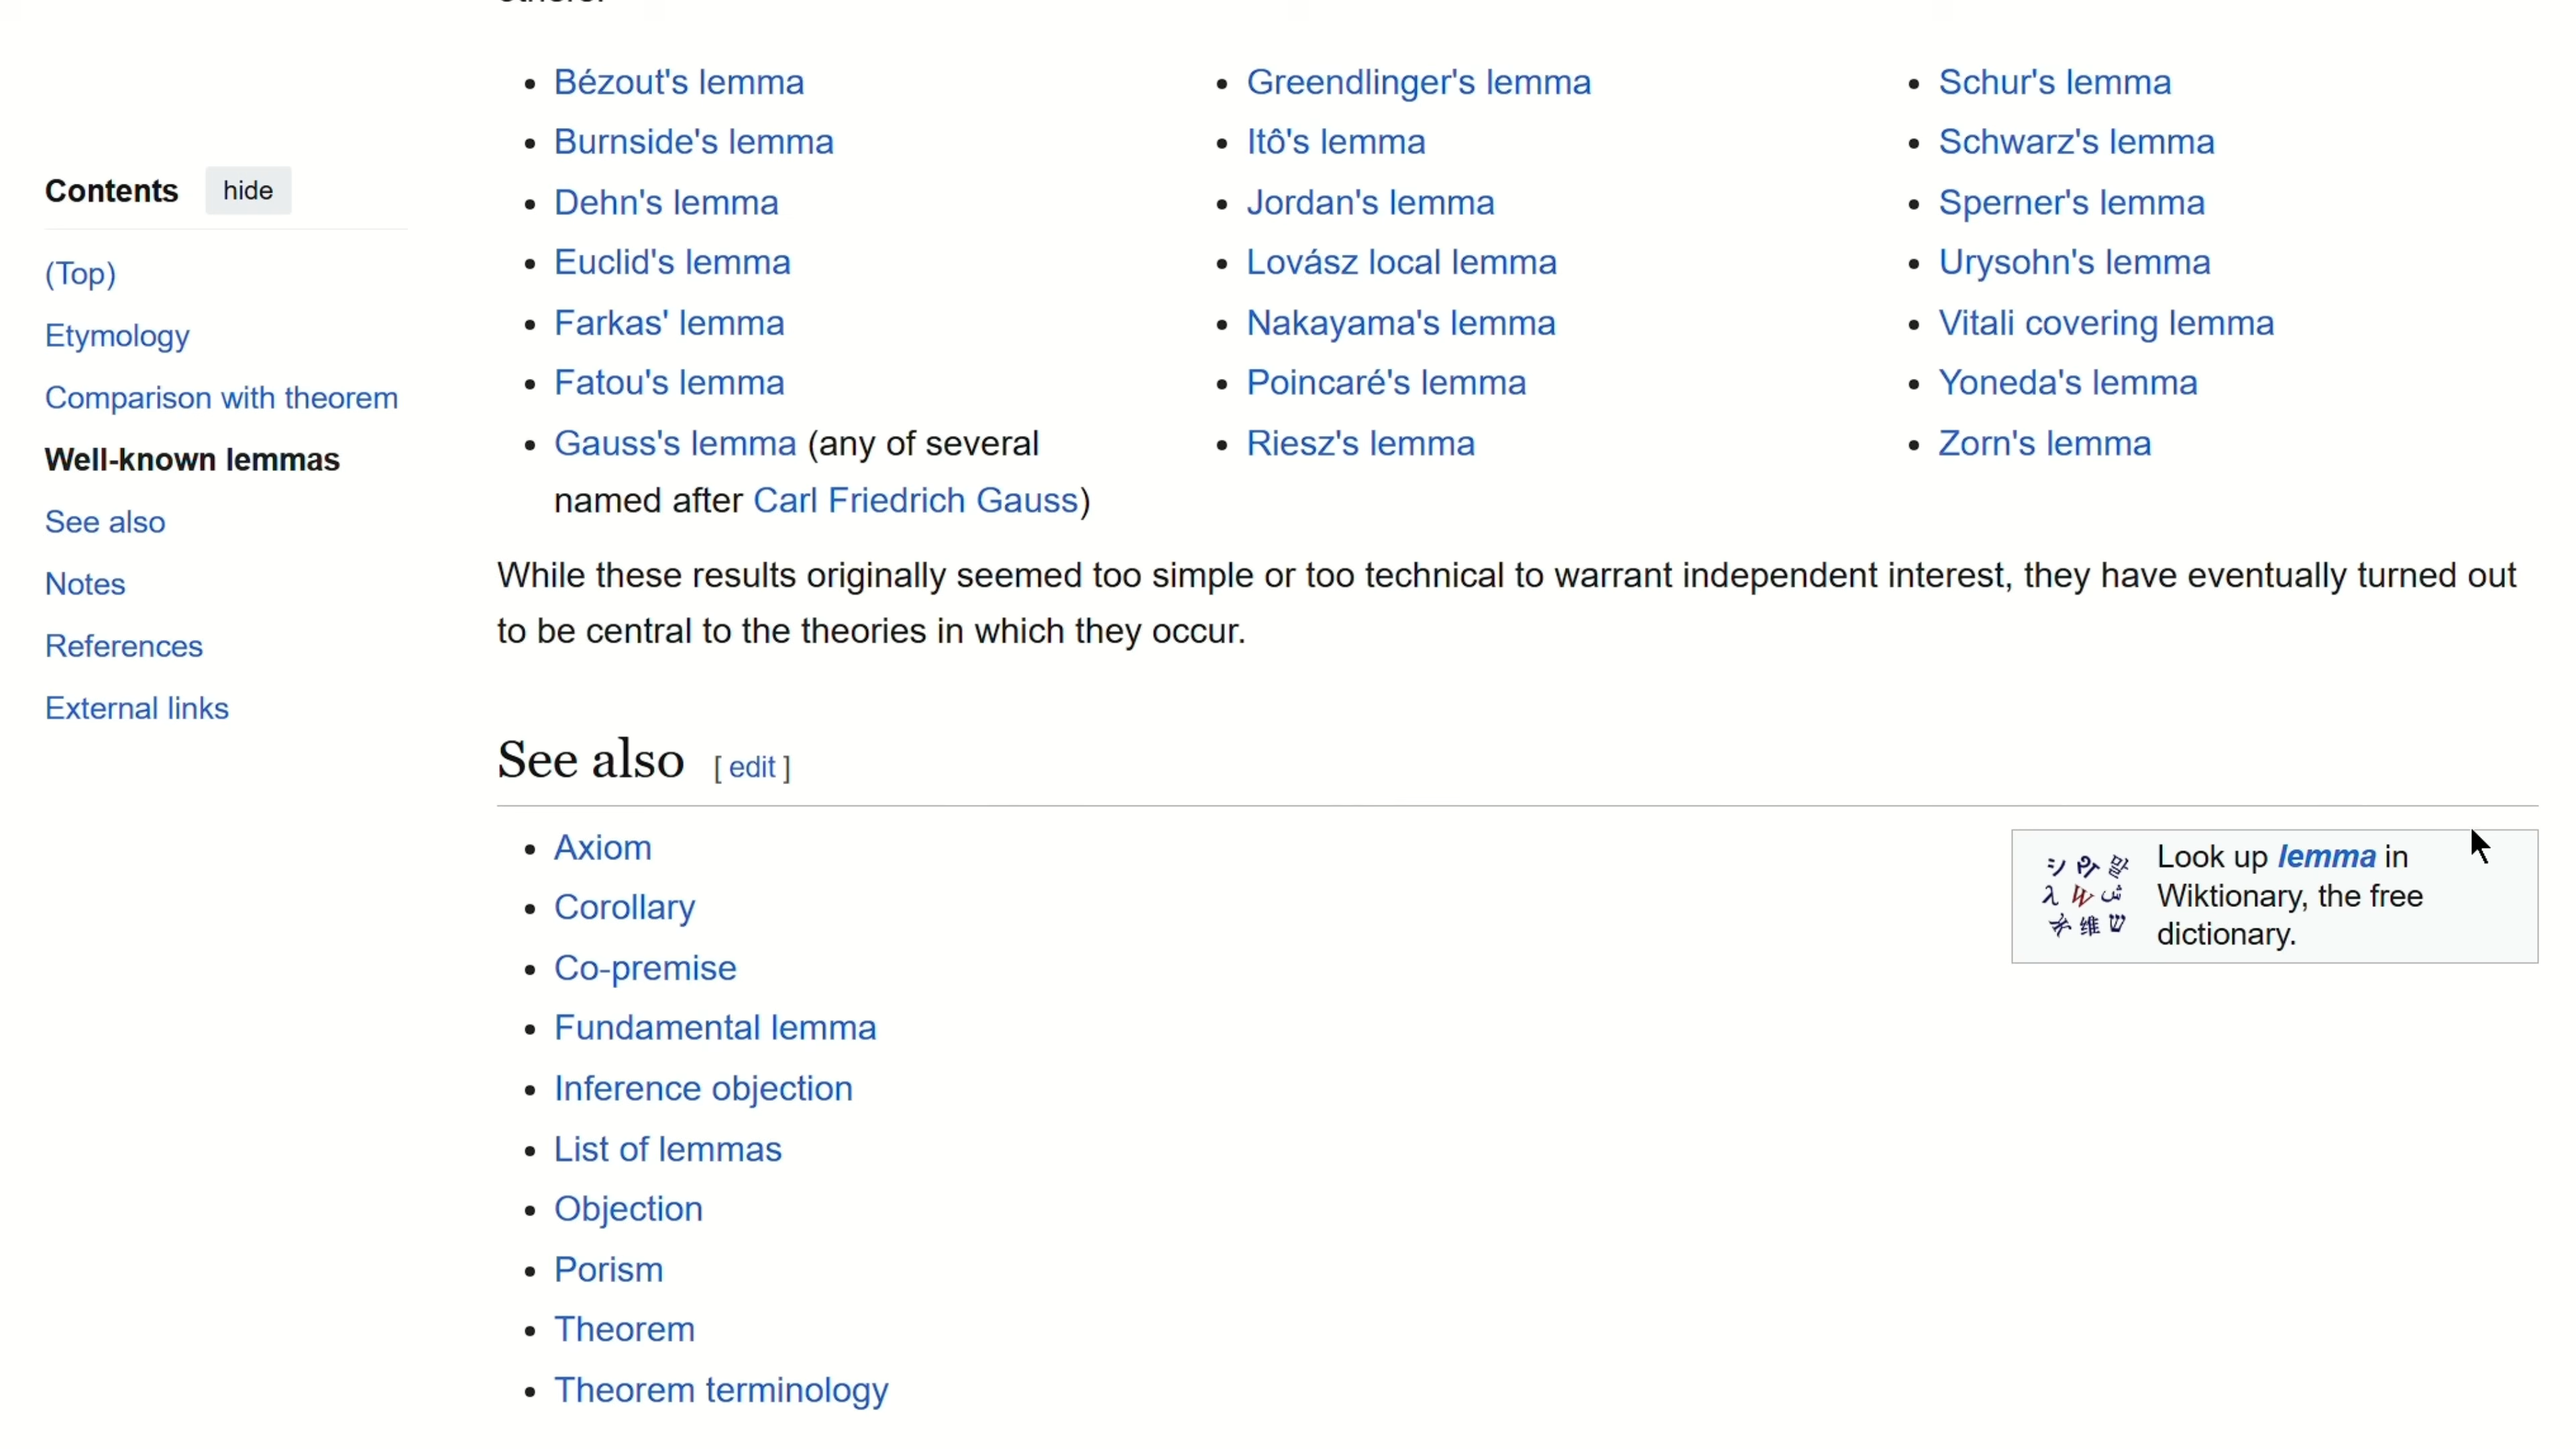 Contents hide
(Top)
Etymology
Comparison with theorem
Well-known lemmas
See also
Notes
References
External links
Bézout's lemma
Burnside's lemma
Dehn's lemma
Euclid's lemma
Farkas' lemma
Fatou's lemma
Gauss's lemma (any of several
named after Carl Friedrich Gauss)
Greendlinger's lemma
Itô's lemma
Jordan's lemma
Lovász local lemma
Nakayama's lemma
Poincaré's lemma
Riesz's lemma
Schur's lemma
Schwarz's lemma
Sperner's lemma
Urysohn's lemma
Vitali covering lemma
Yoneda's lemma
Zorn's lemma
While these results originally seemed too simple or too technical to warrant independent interest, they have eventually turned out
to be central to the theories in which they occur.
See also [ edit ]
Axiom
Corollary
Co-premise
Fundamental lemma
Inference objection
List of lemmas
Objection
Porism
Theorem
Theorem terminology
Look up lemma in
Wiktionary, the free
dictionary.